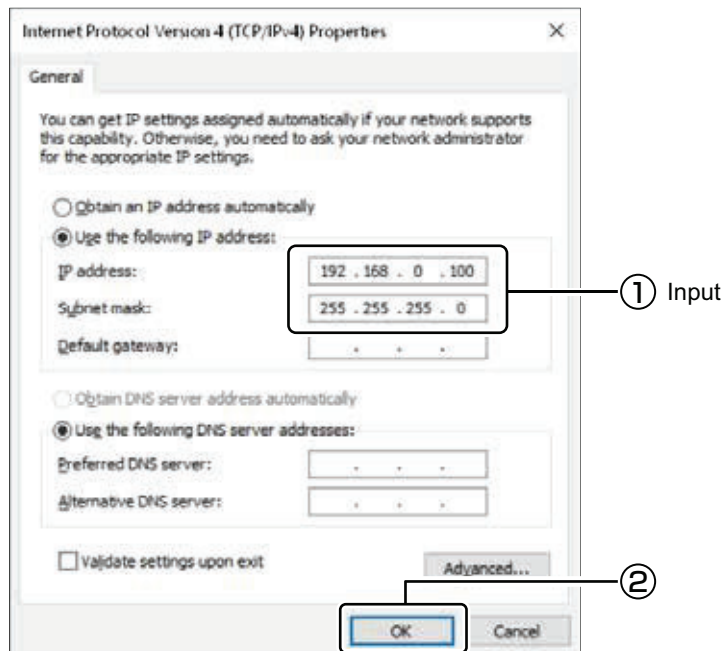 Internet Protocol Version 4 (TCP/IPv4) Properties
General
You can get IP settings assigned automatically if your network supports
this capability. Otherwise, you need to ask your network administrator
for the appropriate IP settings.
Obtain an IP address automatically
Use the following IP address:
IP address: 192 . 168 . 0 . 100
Subnet mask: 255 . 255 . 255 . 0
① Input
Default gateway: . . .
Obtain DNS server address automatically
Use the following DNS server addresses:
Preferred DNS server: . . .
Alternative DNS server: . . .
Validate settings upon exit
Advanced...
②
OK Cancel